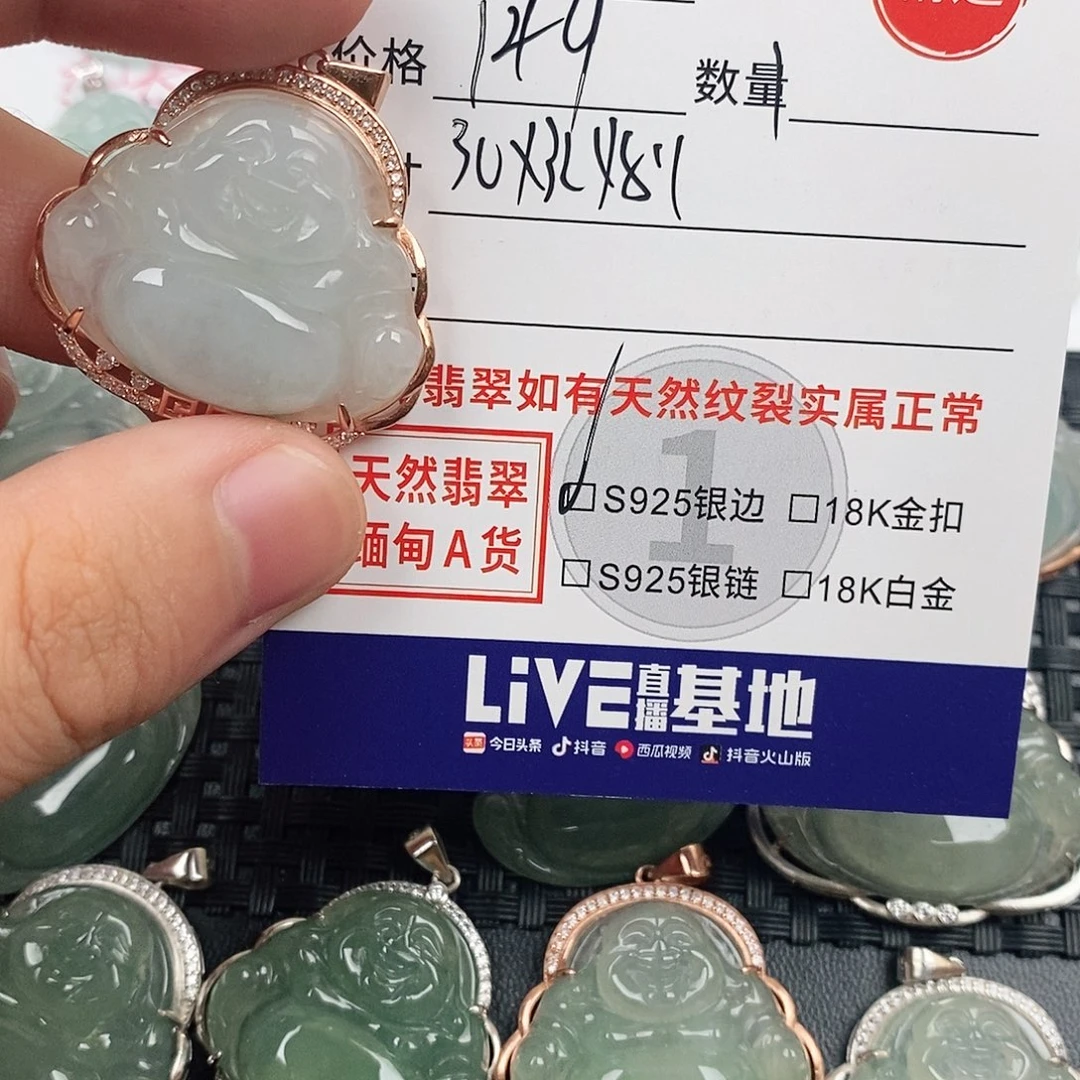 价格 149 数量
翡翠如有天然纹裂实属正常
天然翡翠
缅甸A货
S925银边 18K金扣
S925银链 18K白金
1
LiVE直播基地
今日头条 抖音 西瓜视频 抖音火山版